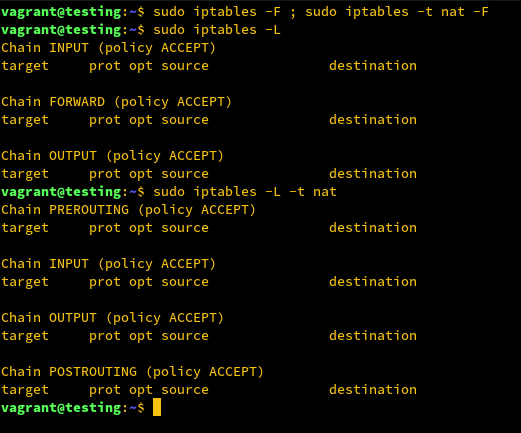 vagrant@testing:~$ sudo iptables -F ; sudo iptables -t nat -F
vagrant@testing:~$ sudo iptables -L
Chain INPUT (policy ACCEPT)
target     prot opt source               destination

Chain FORWARD (policy ACCEPT)
target     prot opt source               destination

Chain OUTPUT (policy ACCEPT)
target     prot opt source               destination
vagrant@testing:~$ sudo iptables -L -t nat
Chain PREROUTING (policy ACCEPT)
target     prot opt source               destination

Chain INPUT (policy ACCEPT)
target     prot opt source               destination

Chain OUTPUT (policy ACCEPT)
target     prot opt source               destination

Chain POSTROUTING (policy ACCEPT)
target     prot opt source               destination
vagrant@testing:~$